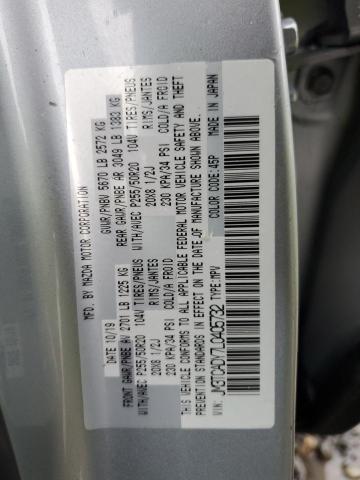 MFD. BY MAZDA MOTOR CORPORATION
DATE: 10/19
GVWR/PNBV 5670 LB 2572 KG
FRONT GAWR/PNBE AV 2701 LB 1225 KG
REAR GAWR/PNBE AR 3049 LB 1383 KG
WITH/AVEC P255/50R20 104V TIRES/PNEUS
WITH/AVEC P255/50R20 104V TIRES/PNEUS
20X8 1/2J RIMS/JANTES
20X8 1/2J RIMS/JANTES
230 KPA/34 PSI COLD/A FROID
230 KPA/34 PSI COLD/A FROID
THIS VEHICLE CONFORMS TO ALL APPLICABLE FEDERAL MOTOR VEHICLE SAFETY AND THEFT
PREVENTION STANDARDS IN EFFECT ON THE DATE OF MANUFACTURE SHOWN ABOVE.
VIN: JM3TCADY7L0405732 TYPE:MPV COLOR CODE:45P MADE IN JAPAN